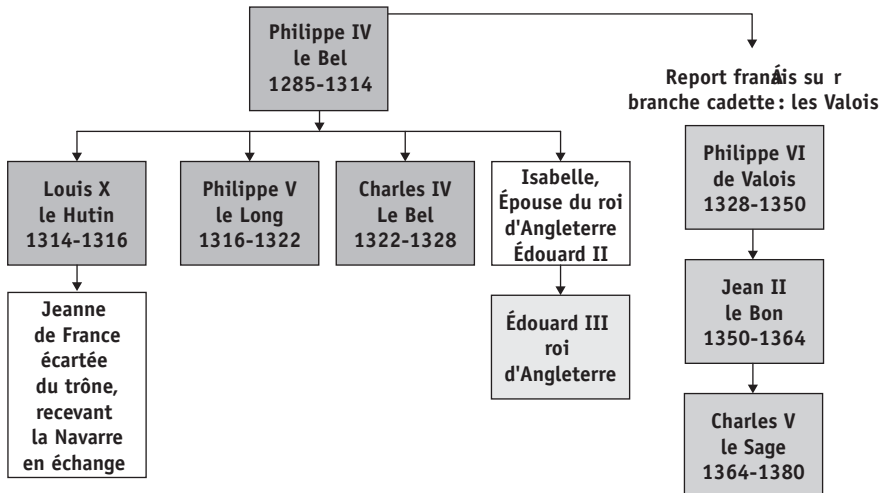 Philippe IV
le Bel
1285-1314
Report franÁis su r
branche cadette : les Valois
Louis X
le Hutin
1314-1316
Philippe V
le Long
1316-1322
Charles IV
Le Bel
1322-1328
Isabelle,
Épouse du roi
d'Angleterre
Édouard II
Philippe VI
de Valois
1328-1350
Jeanne
de France
écartée
du trône,
recevant
la Navarre
en échange
Édouard III
roi
d'Angleterre
Jean II
le Bon
1350-1364
Charles V
le Sage
1364-1380